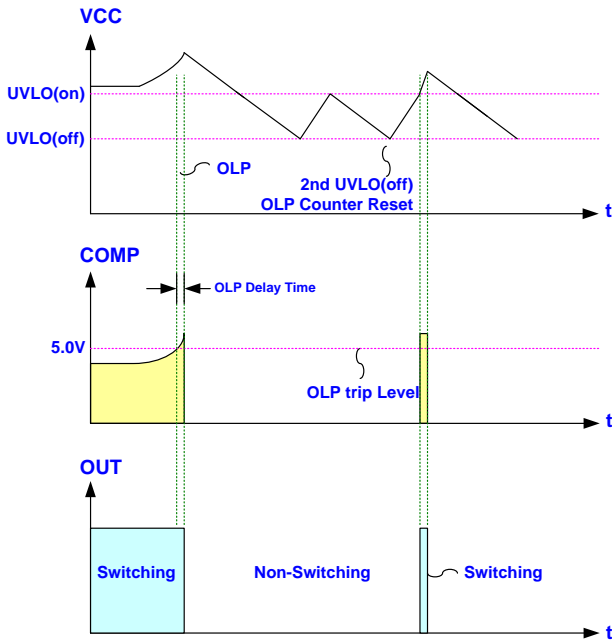 VCC
UVLO(on)
UVLO(off)
OLP
2nd UVLO(off)
OLP Counter Reset
t
COMP
OLP Delay Time
5.0V
OLP trip Level
t
OUT
Switching
Non-Switching
Switching
t